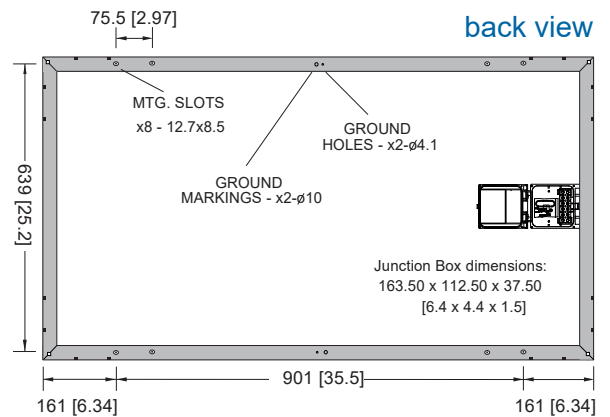 75.5 [2.97]
back view
MTG. SLOTS
x8 - 12.7x8.5
GROUND
HOLES - x2-ø4.1
GROUND
MARKINGS - x2-ø10
639 [25.2]
Junction Box dimensions:
163.50 x 112.50 x 37.50
[6.4 x 4.4 x 1.5]
901 [35.5]
161 [6.34]
161 [6.34]